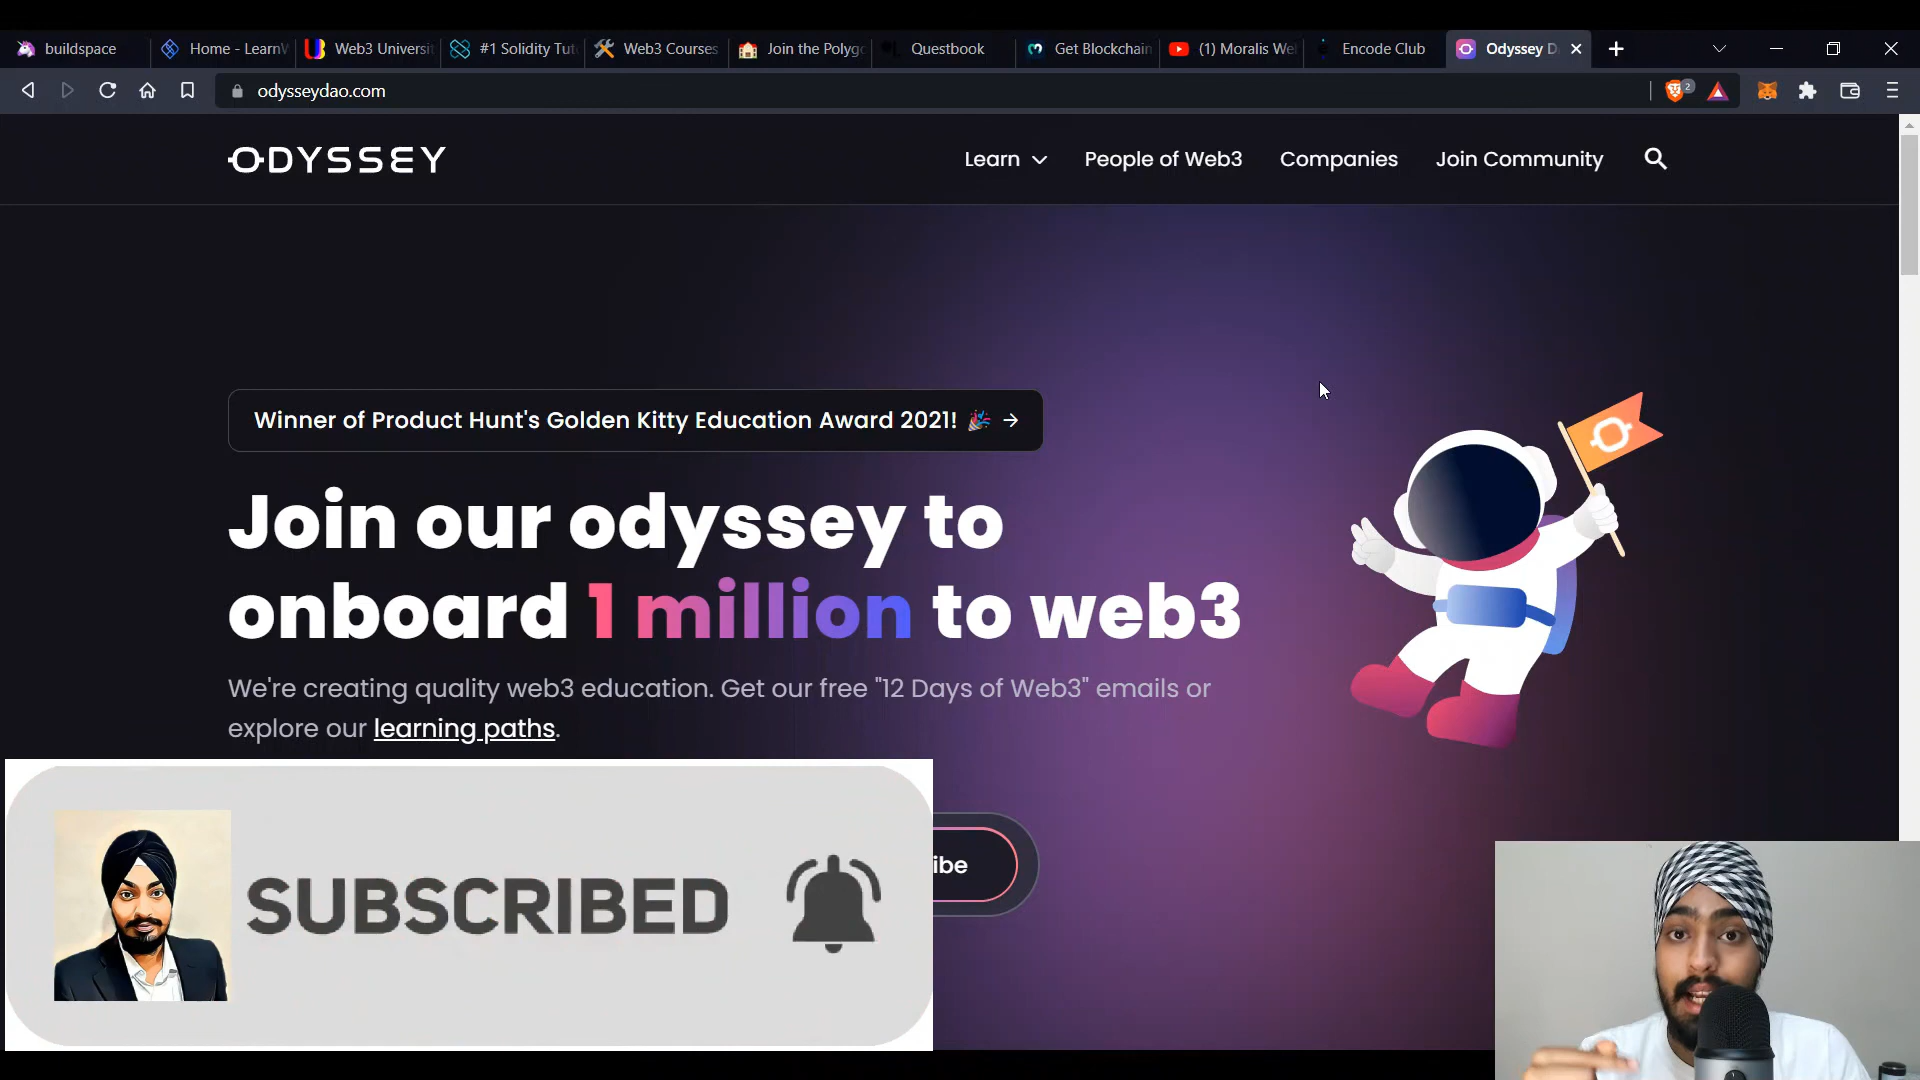 buildspace
Home - LearnW
Web3 Universi
#1 Solidity Tut
Web3 Courses
Join the Polygo
Questbook
Get Blockchain
(1) Moralis We
Encode Club
Odyssey D
odysseydao.com
2
ODYSSEY
Learn
People of Web3
Companies
Join Community
Winner of Product Hunt's Golden Kitty Education Award 2021! 🎉 →
Join our odyssey to
onboard 1 million to web3
We're creating quality web3 education. Get our free "12 Days of Web3" emails or
explore our learning paths.
ibe
SUBSCRIBED